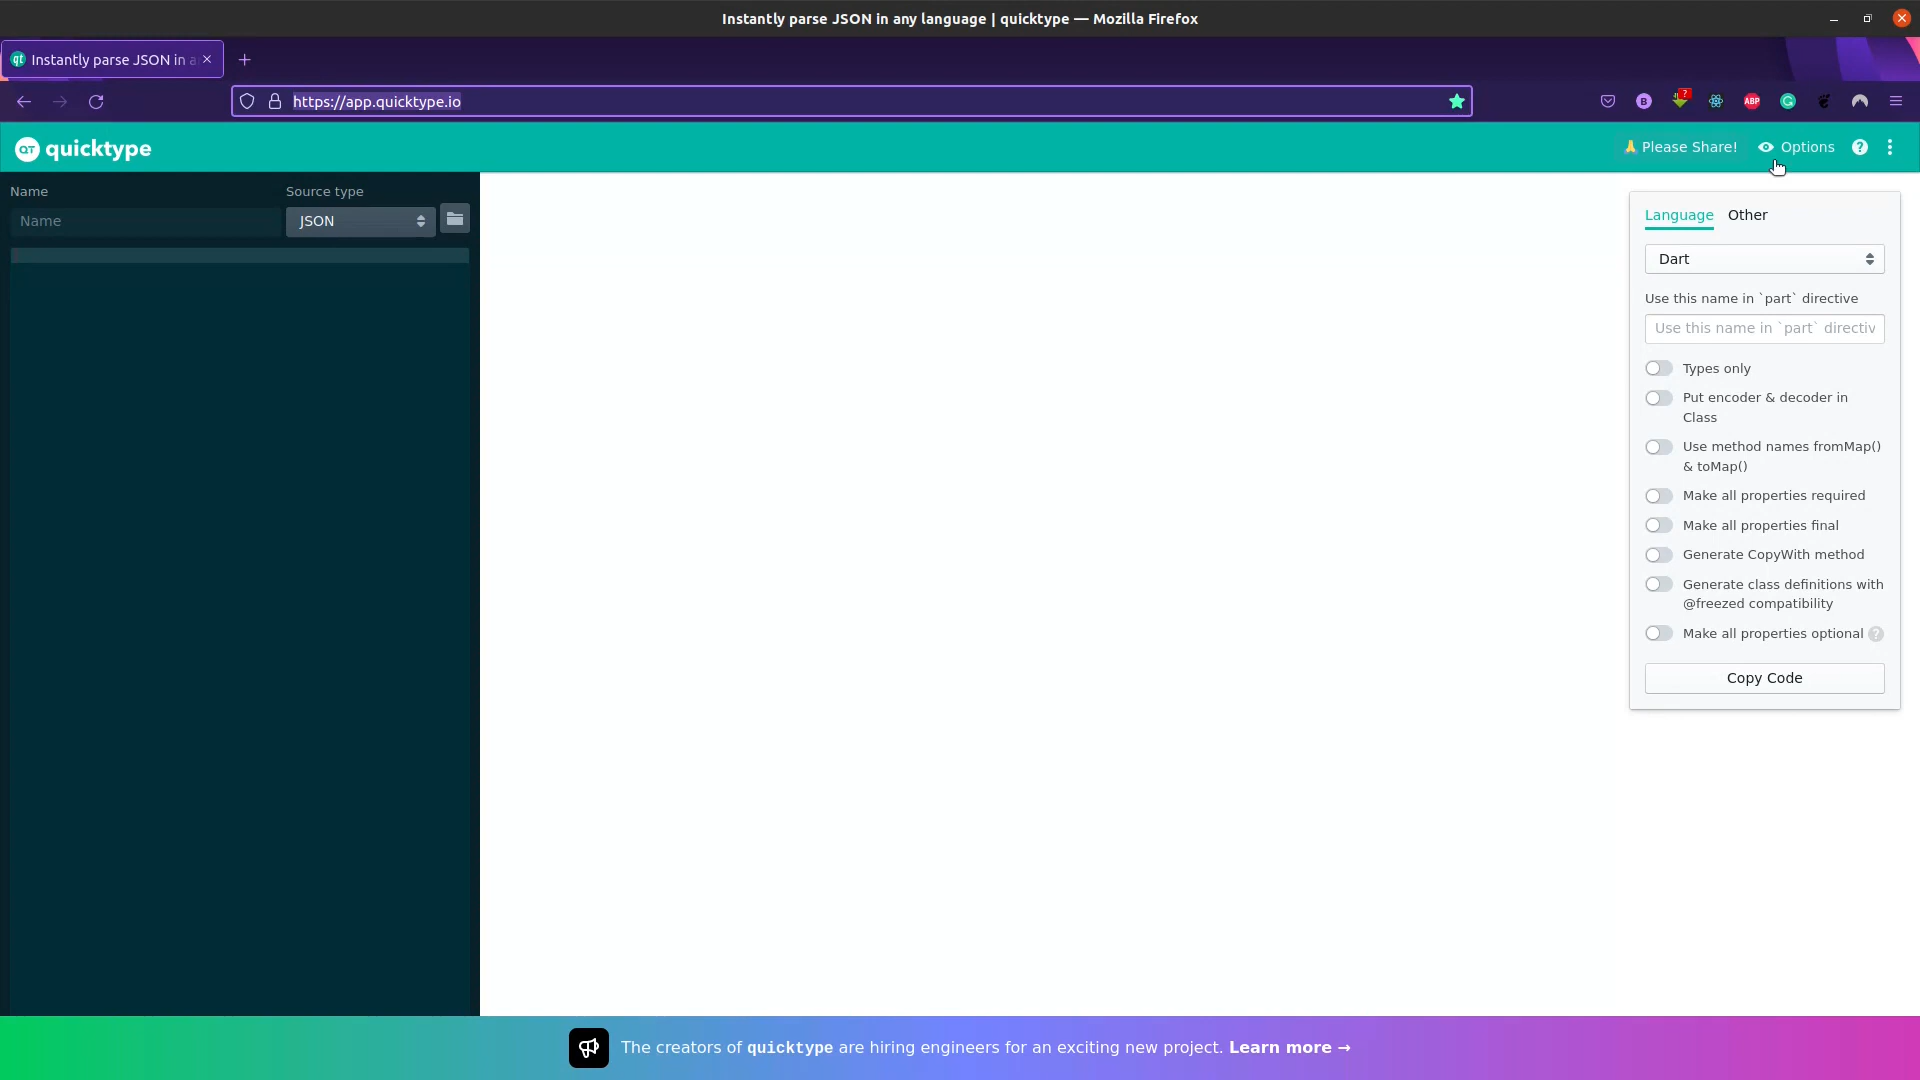 Instantly parse JSON in any language | quicktype — Mozilla Firefox
qt Instantly parse JSON in a
https://app.quicktype.io
?
B
ABP
QT quicktype
🙏 Please Share!
Options
?
Name
Source type
Name
JSON
Language
Other
Dart
Use this name in `part` directive
Use this name in `part` directiv
Types only
Put encoder & decoder in
Class
Use method names fromMap()
& toMap()
Make all properties required
Make all properties final
Generate CopyWith method
Generate class definitions with
@freezed compatibility
Make all properties optional ?
Copy Code
The creators of quicktype are hiring engineers for an exciting new project. Learn more →